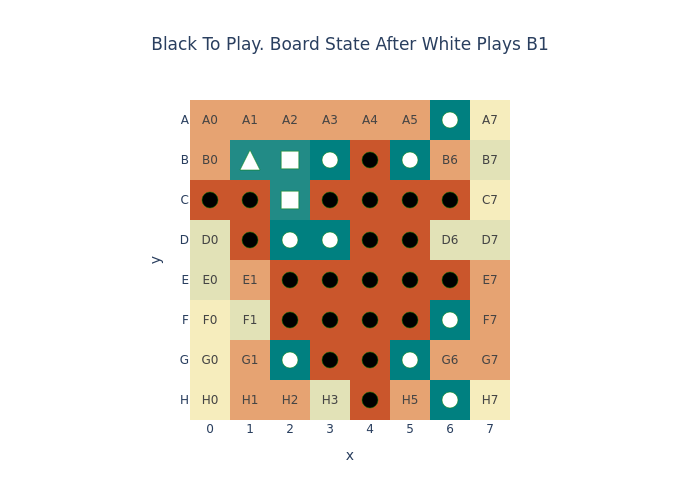 Black To Play. Board State After White Plays B1
A A0 A1 A2 A3 A4 A5 A7
B B0 B6 B7
C C7
D D0 D6 D7
y
E E0 E1 E7
F F0 F1 F7
G G0 G1 G6 G7
H H0 H1 H2 H3 H5 H7
0 1 2 3 4 5 6 7
x